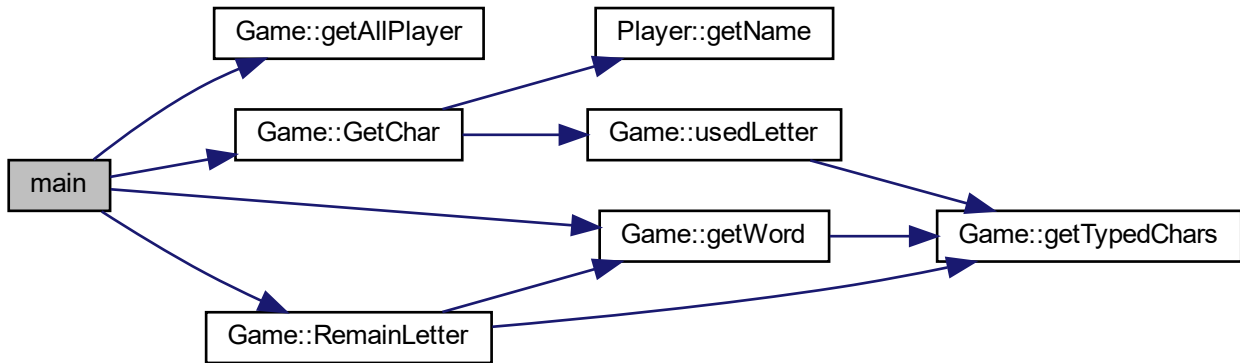 Game::getAllPlayer
Player::getName
Game::GetChar
Game::usedLetter
main
Game::getWord
Game::getTypedChars
Game::RemainLetter